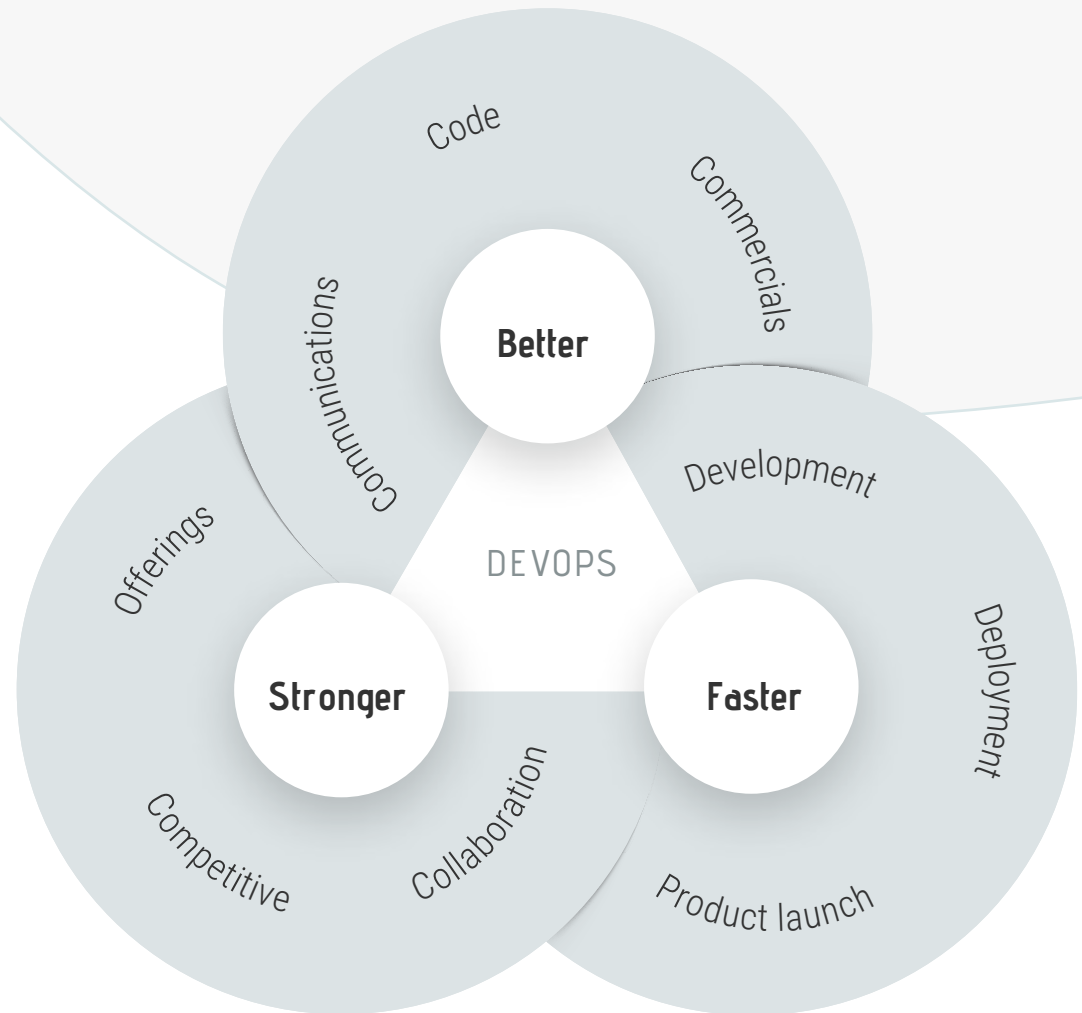 Code
Commercials
Communications
Better
Development
DEVOPS
Offerings
Deployment
Stronger
Faster
Competitive
Collaboration
Product launch